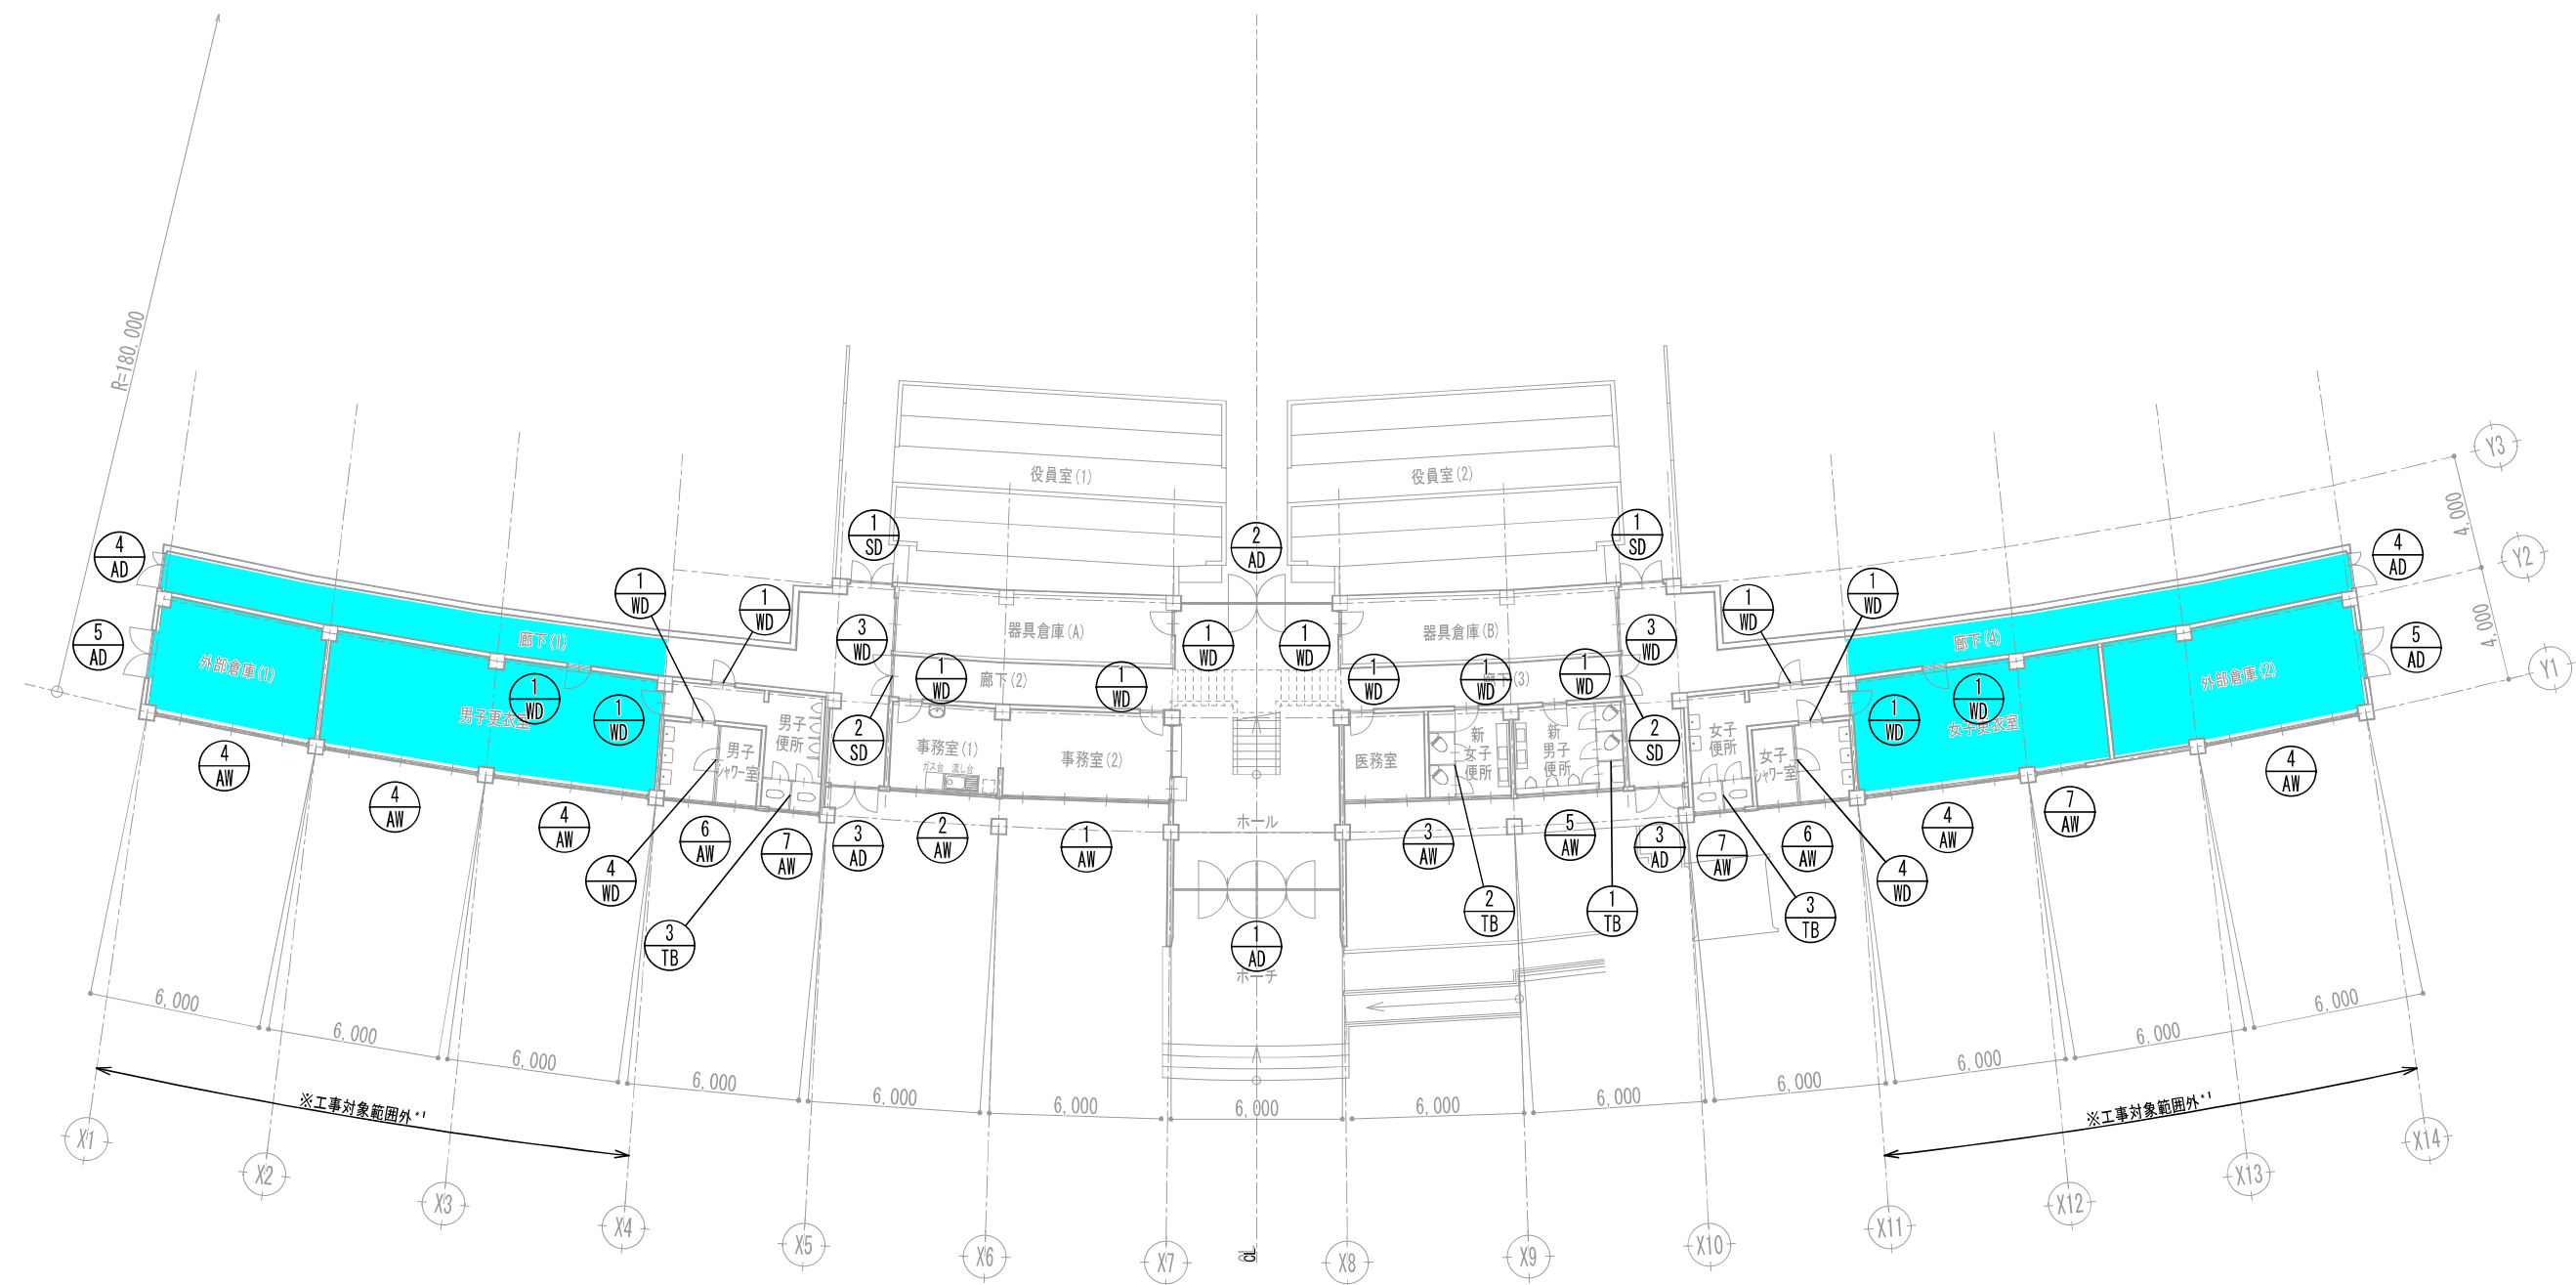 R=180,000
役員室(1)
役員室(2)
Y3
4,000
Y2
4,000
Y1
1
SD
2
AD
1
SD
4
AD
4
AD
5
AD
5
AD
1
WD
1
WD
1
WD
1
WD
3
WD
3
WD
器具倉庫(A)
器具倉庫(B)
1
WD
1
WD
廊下(1)
廊下(4)
外部倉庫(1)
外部倉庫(2)
男子更衣室
1
WD
1
WD
1
WD
廊下(2)
1
WD
1
WD
1
WD
廊下(3)
1
WD
1
WD
1
WD
女子更衣室
2
SD
2
SD
男子
便所
男子
シャワー室
事務室(1)
ガス台
流し台
事務室(2)
医務室
新
女子
便所
新
男子
便所
女子
便所
女子
シャワー室
4
AW
4
AW
4
AW
6
AW
7
AW
3
AD
2
AW
1
AW
ホール
3
AW
5
AW
3
AD
7
AW
6
AW
4
AW
7
AW
4
AW
4
WD
3
TB
2
TB
1
TB
3
TB
4
WD
1
AD
ポーチ
6,000
6,000
6,000
6,000
6,000
6,000
6,000
6,000
6,000
6,000
6,000
6,000
6,000
※工事対象範囲外*1
※工事対象範囲外*1
X1
X2
X3
X4
X5
X6
X7
CL
X8
X9
X10
X11
X12
X13
X14